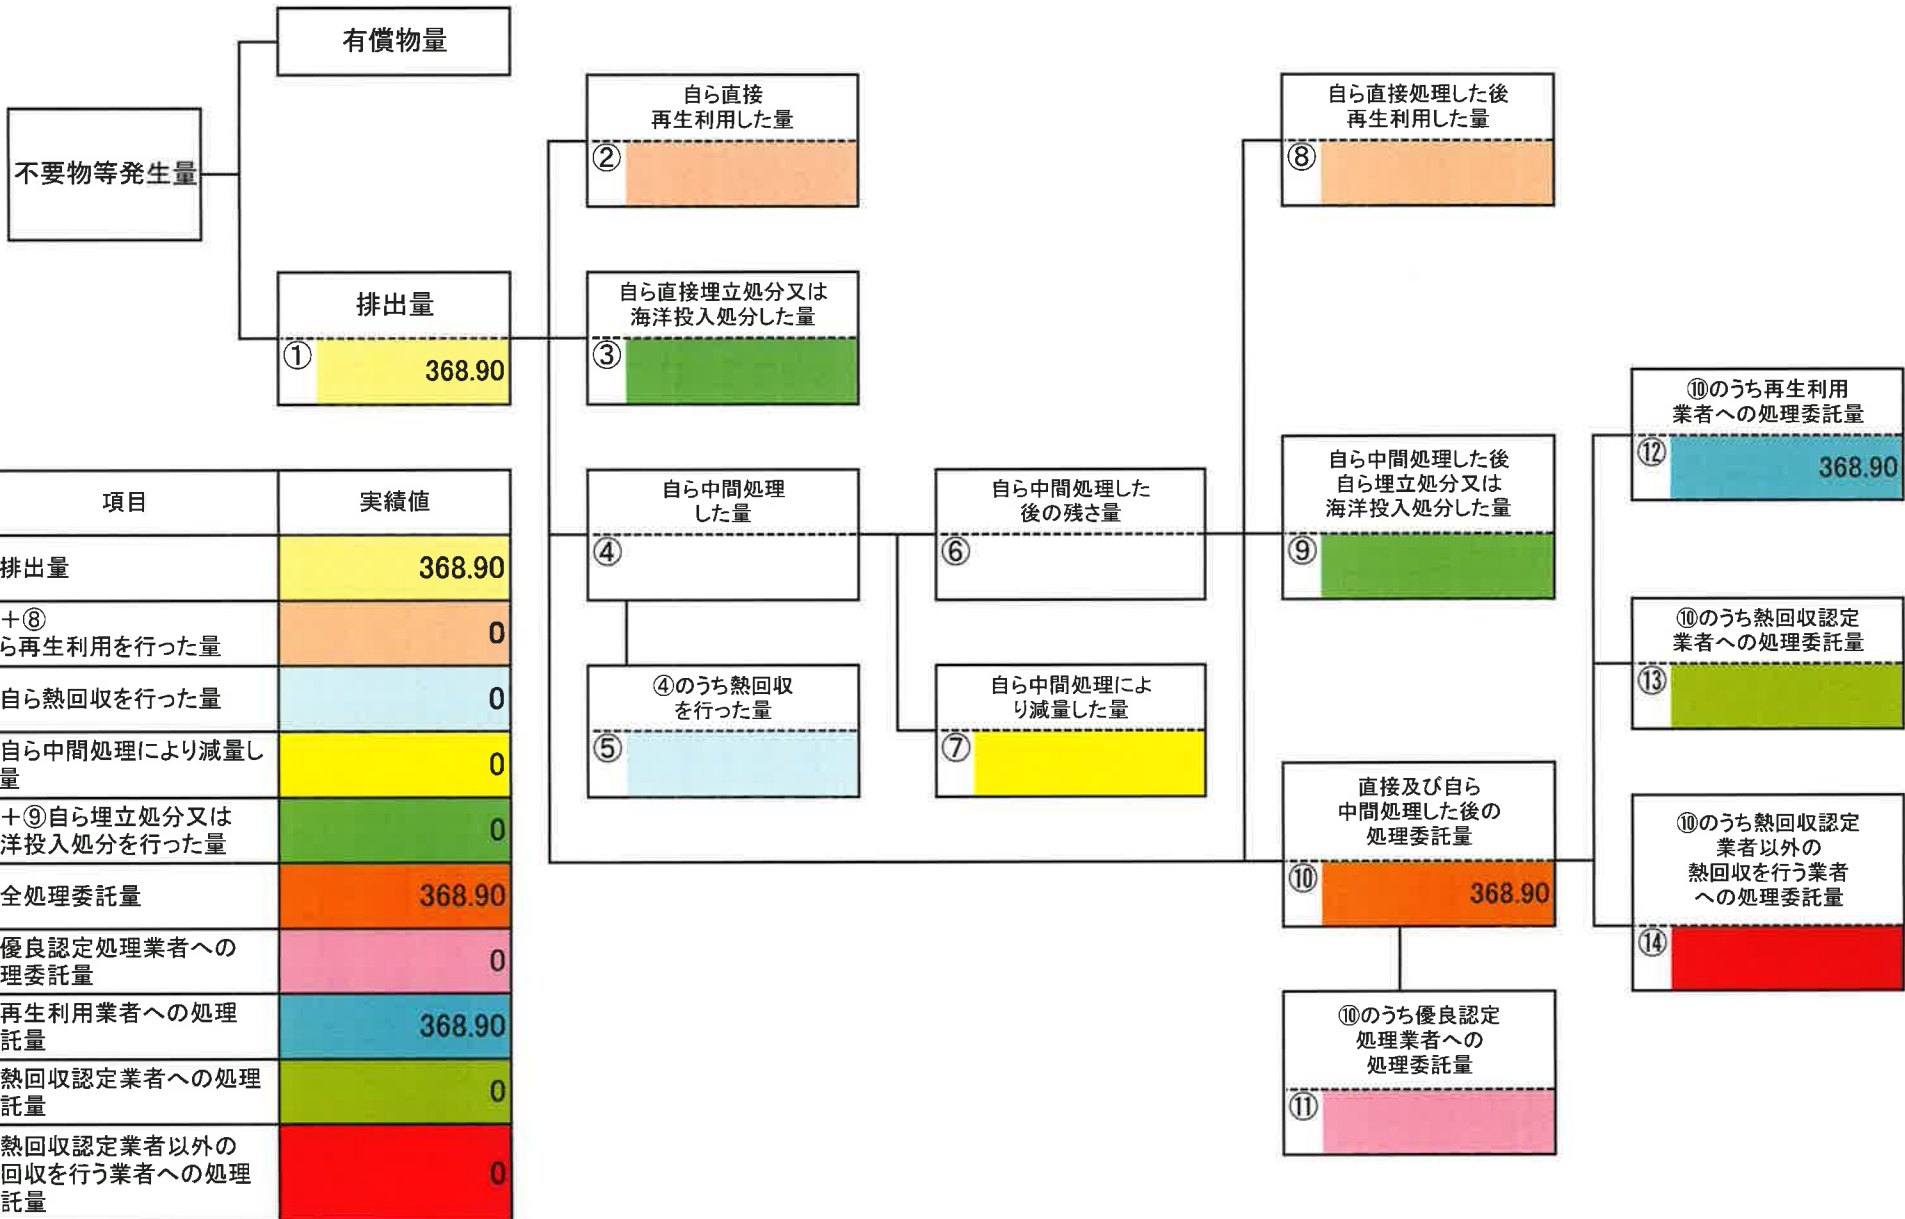 有償物量
不要物等発生量
排出量
①
368.90
自ら直接
再生利用した量
②
自ら直接埋立処分又は
海洋投入処分した量
③
自ら中間処理
した量
④
④のうち熱回収
を行った量
⑤
自ら中間処理した
後の残さ量
⑥
自ら中間処理によ
り減量した量
⑦
自ら直接処理した後
再生利用した量
⑧
自ら中間処理した後
自ら埋立処分又は
海洋投入処分した量
⑨
直接及び自ら
中間処理した後の
処理委託量
⑩
368.90
⑩のうち優良認定
処理業者への
処理委託量
⑪
⑩のうち再生利用
業者への処理委託量
⑫
368.90
⑩のうち熱回収認定
業者への処理委託量
⑬
⑩のうち熱回収認定
業者以外の
熱回収を行う業者
への処理委託量
⑭
項目 実績値
排出量 368.90
+⑧
ら再生利用を行った量 0
自ら熱回収を行った量 0
自ら中間処理により減量し
量 0
+⑨自ら埋立処分又は
洋投入処分を行った量 0
全処理委託量 368.90
優良認定処理業者への
理委託量 0
再生利用業者への処理
託量 368.90
熱回収認定業者への処理
託量 0
熱回収認定業者以外の
回収を行う業者への処理
託量 0